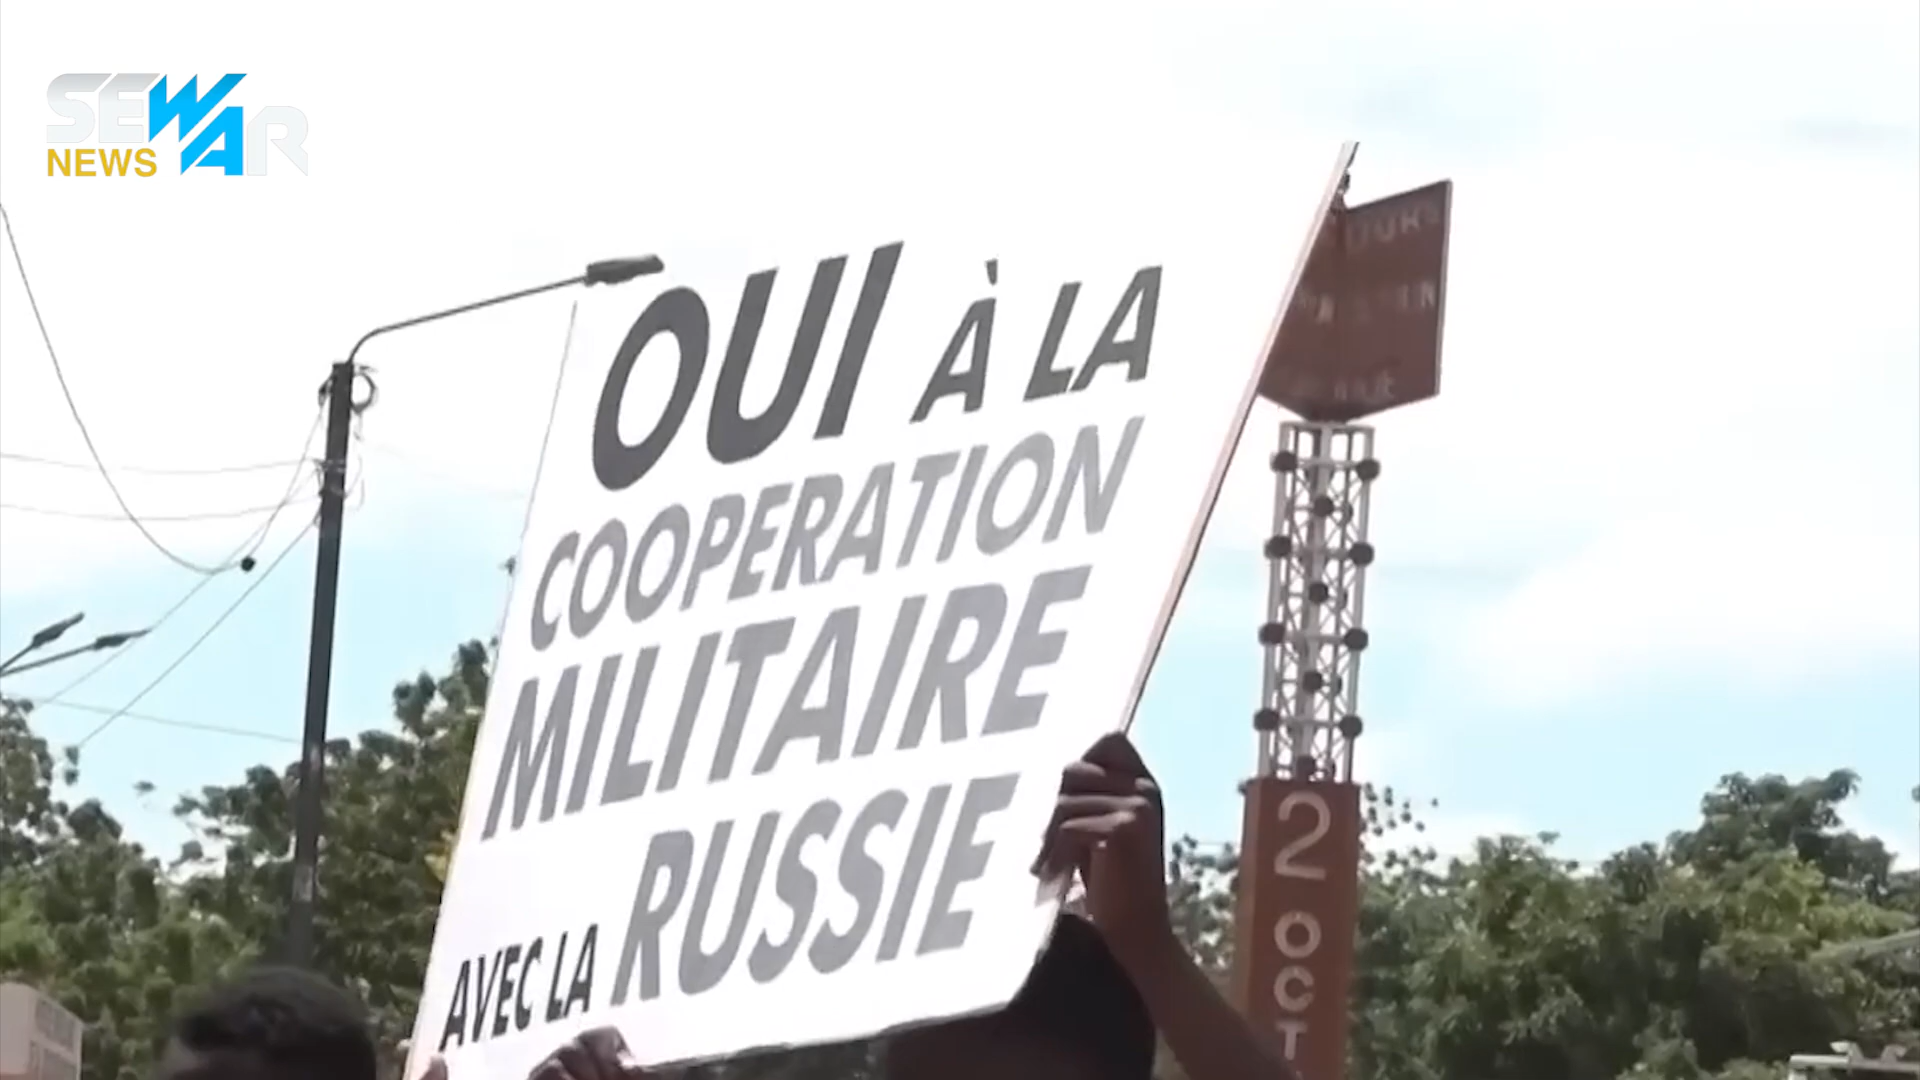 SEWAR
NEWS
OUI À LA
COOPERATION
MILITAIRE
AVEC LA RUSSIE
2
OCT